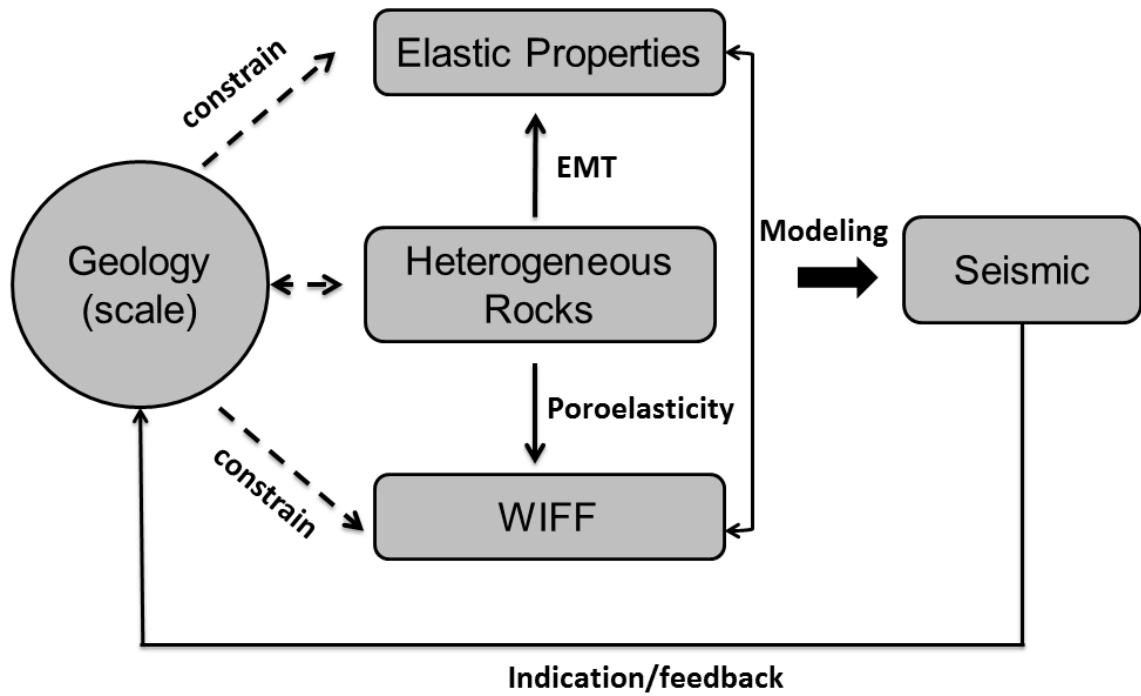 Elastic Properties
constrain
EMT
Geology
(scale)
Heterogeneous
Rocks
Modeling
Seismic
Poroelasticity
constrain
WIFF
Indication/feedback